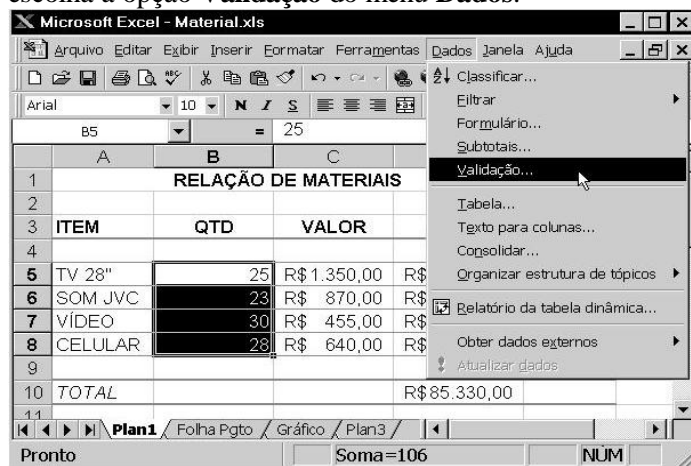 escolha a opção Validação do menu Dados.
Microsoft Excel - Material.xls
Arquivo Editar Exibir Inserir Formatar Ferramentas Dados Janela Ajuda
Arial 10 N I S
B5 = 25
Classificar...
Filtrar
Formulário...
Subtotais...
Validação...
Tabela...
Texto para colunas...
Consolidar...
Organizar estrutura de tópicos
Relatório da tabela dinâmica...
Obter dados externos
Atualizar dados
A B C
1 RELAÇÃO DE MATERIAIS
2
3 ITEM QTD VALOR
4
5 TV 28" 25 R$ 1.350,00 R$
6 SOM JVC 23 R$ 870,00 R$
7 VÍDEO 30 R$ 455,00 R$
8 CELULAR 28 R$ 640,00 R$
9
10 TOTAL R$ 85.330,00
11
Plan1 Folha Pgto Gráfico Plan3
Pronto Soma=106 NÚM